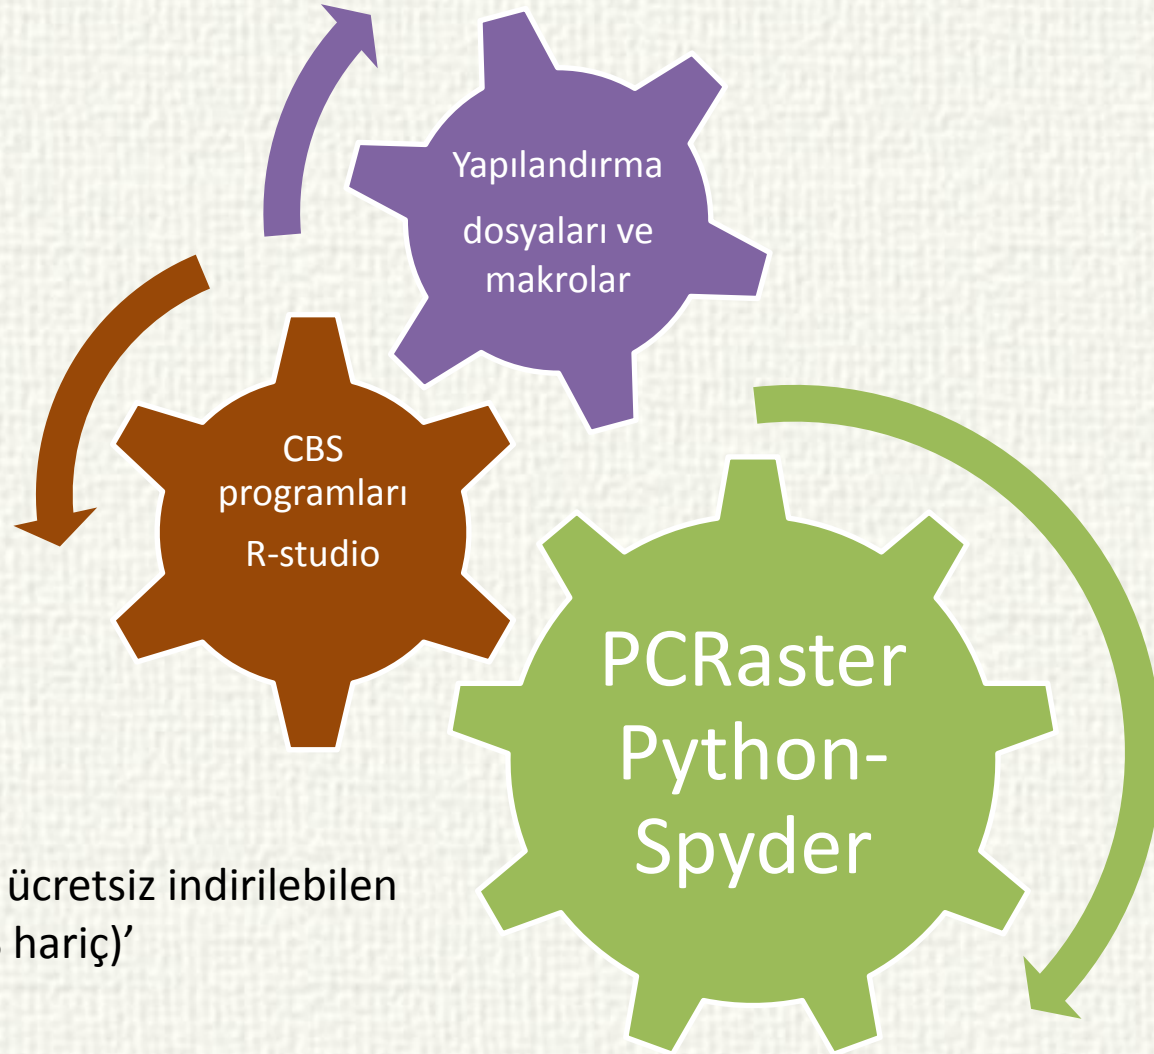 Yapılandırma
dosyaları ve
makrolar
CBS
programları
R-studio
PCRaster
Python-
Spyder
ücretsiz indirilebilen
hariç)’